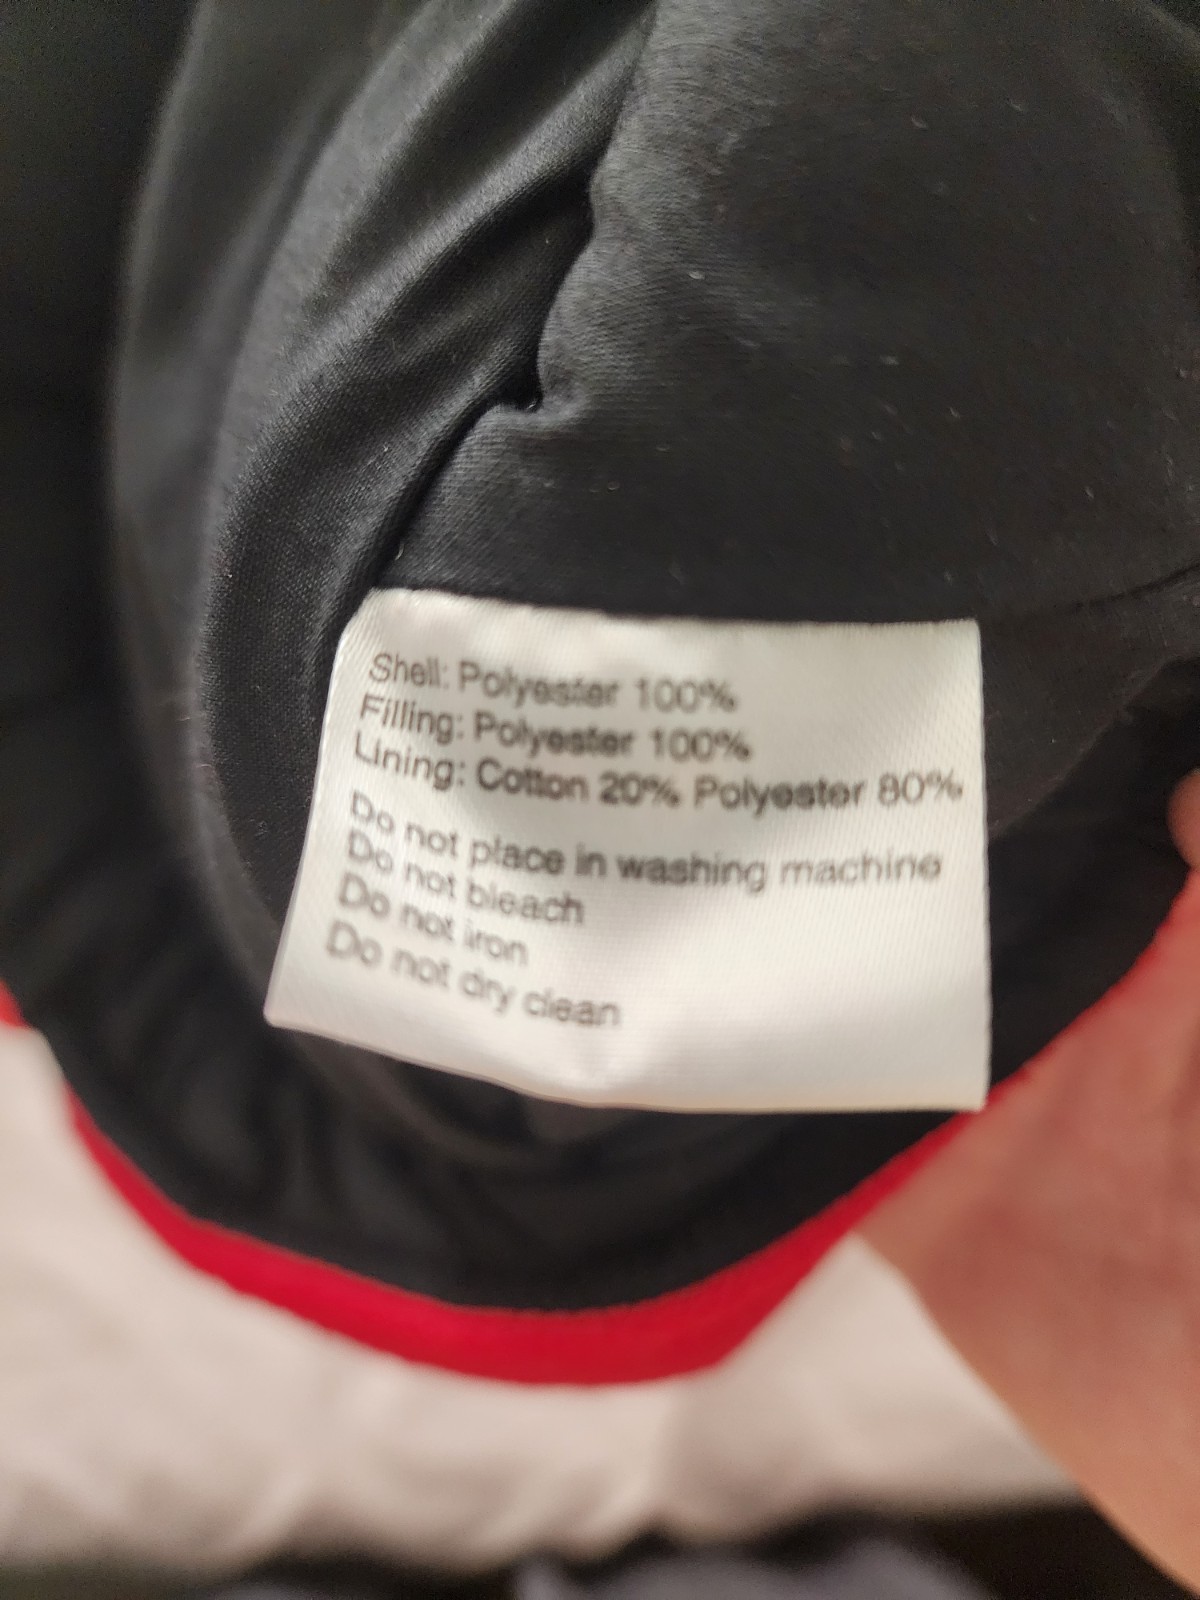 Shell: Polyester 100%
Filling: Polyester 100%
Lining: Cotton 20% Polyester 80%
Do not place in washing machine
Do not bleach
Do not iron
Do not dry clean